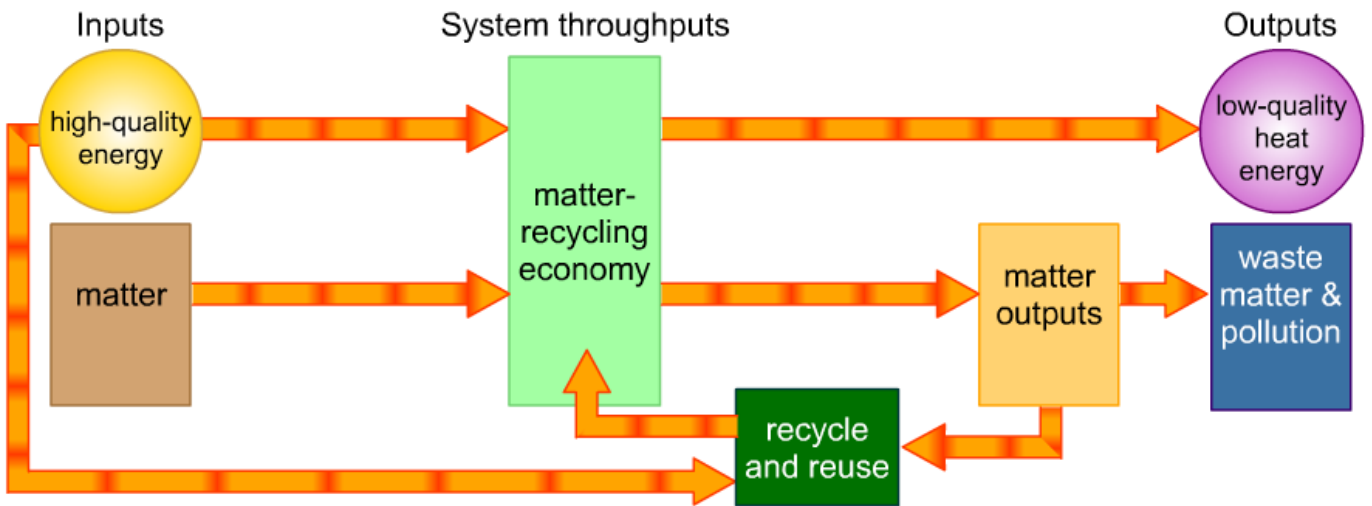 Inputs
System throughputs
Outputs
high-quality
energy
low-quality
heat
energy
matter-
recycling
economy
matter
matter
outputs
waste
matter &
pollution
recycle
and reuse